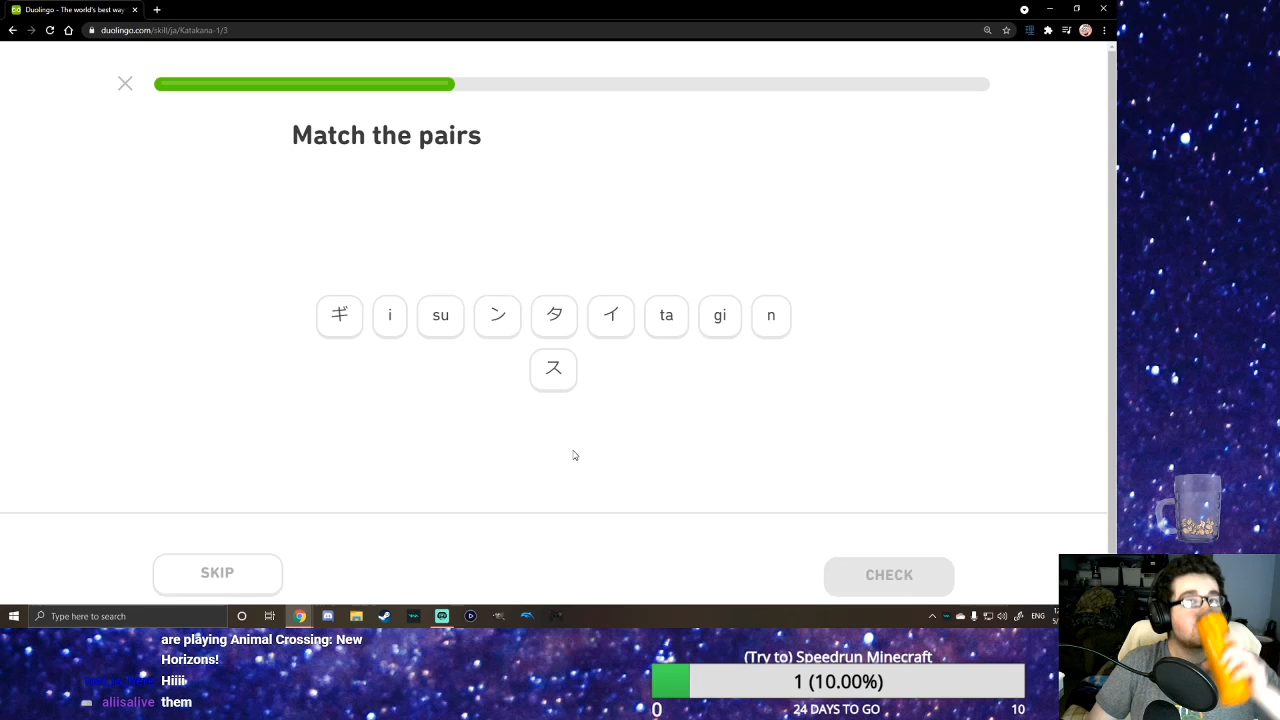 Duolingo - The world's best way
duolingo.com/skill/ja/Katakana-1/3
Match the pairs
ギ i su ン タ イ ta gi n
ス
SKIP
CHECK
Type here to search
ENG
are playing Animal Crossing: New
Horizons!
Hiiii
aliisalive them
(Try to) Speedrun Minecraft
1 (10.00%)
0 24 DAYS TO GO 10